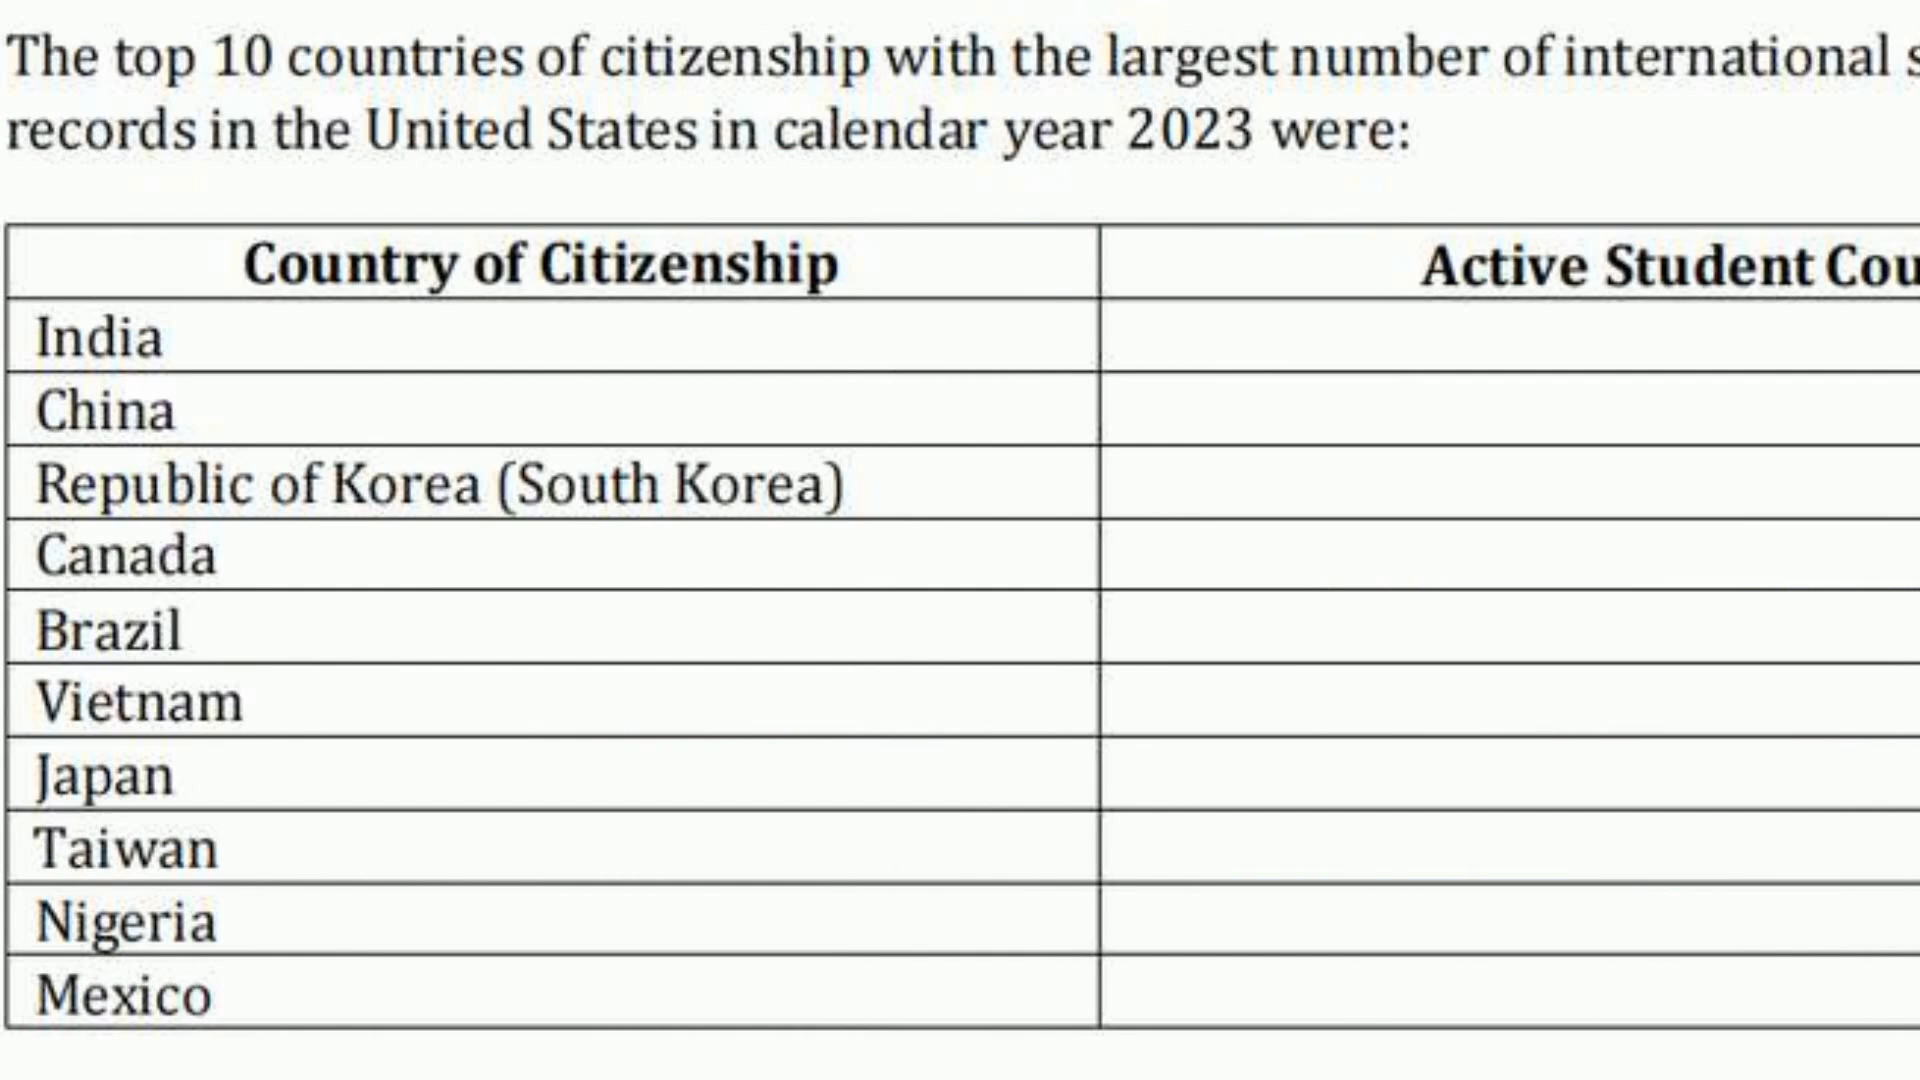 The top 10 countries of citizenship with the largest number of international
records in the United States in calendar year 2023 were:
Country of Citizenship Active Student
India
China
Republic of Korea (South Korea)
Canada
Brazil
Vietnam
Japan
Taiwan
Nigeria
Mexico